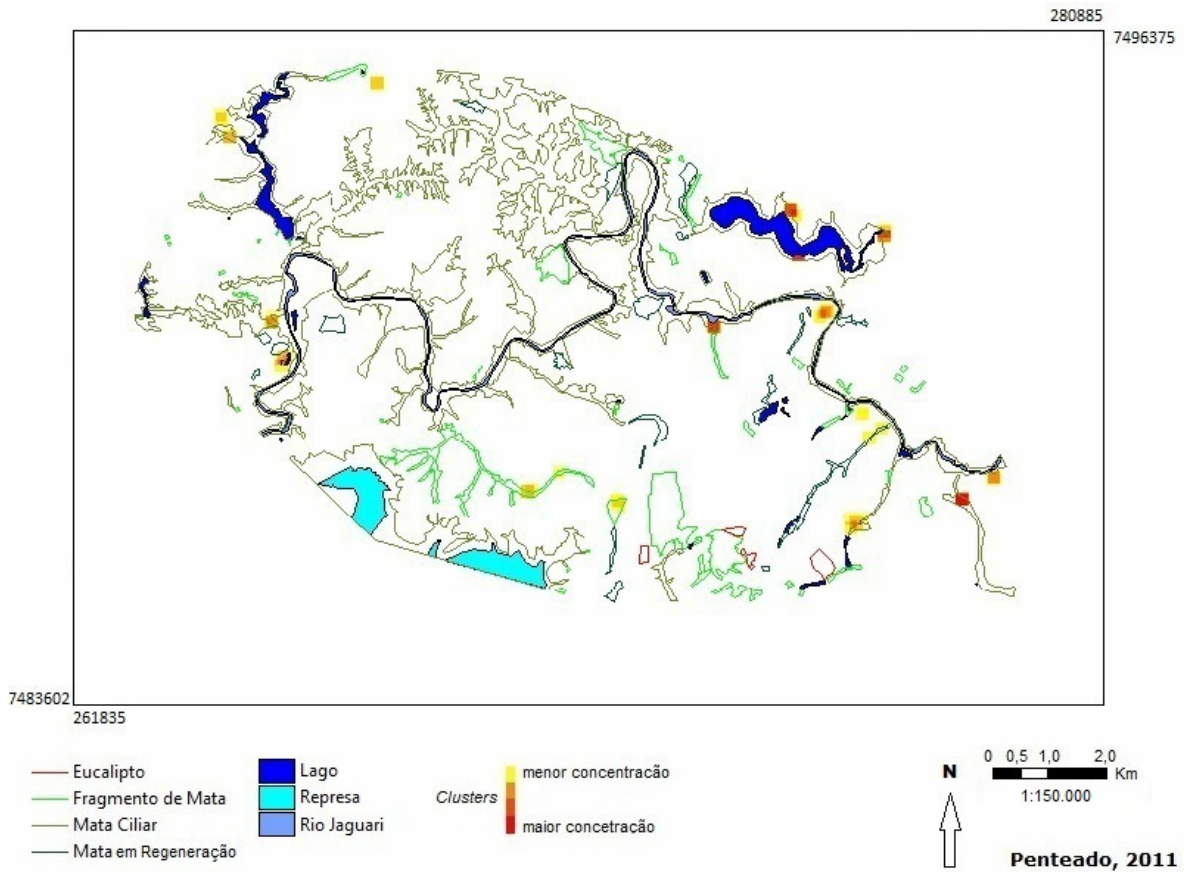 280885
7496375
7483602
261835
Eucalipto
Fragmento de Mata
Mata Ciliar
Mata em Regeneração
Lago
Represa
Rio Jaguari
Clusters
menor concentracão
maior concetração
N
0 0,5 1,0 2,0
Km
1:150.000
Penteado, 2011